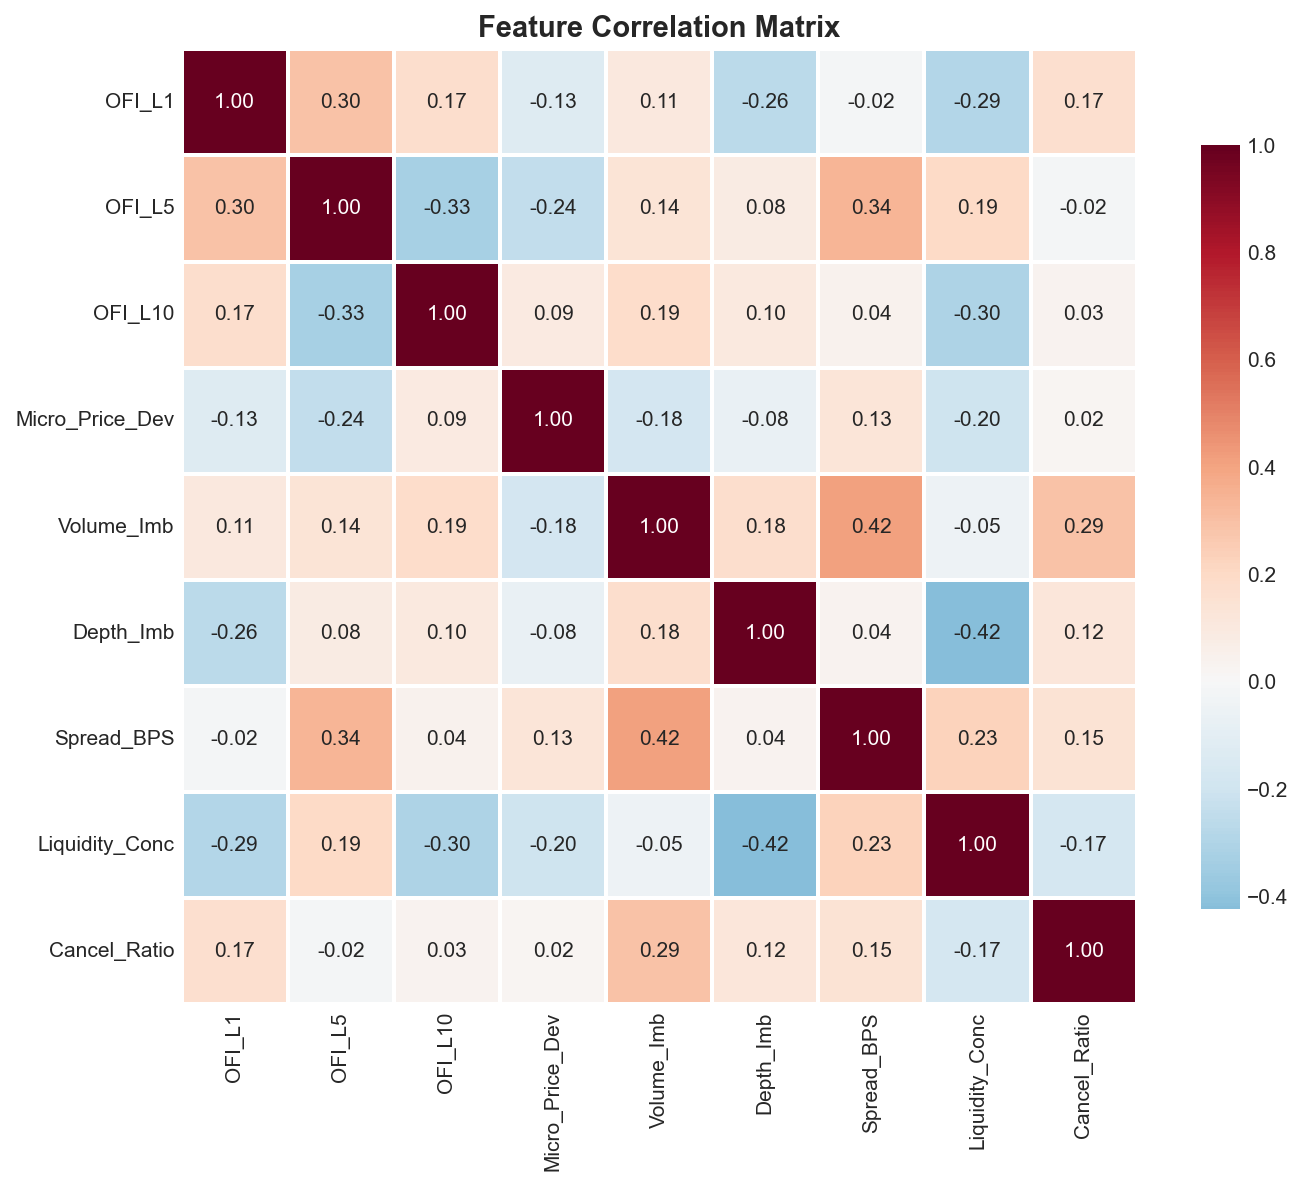 Feature Correlation Matrix
OFI_L1 1.00 0.30 0.17 -0.13 0.11 -0.26 -0.02 -0.29 0.17
OFI_L5 0.30 1.00 -0.33 -0.24 0.14 0.08 0.34 0.19 -0.02
OFI_L10 0.17 -0.33 1.00 0.09 0.19 0.10 0.04 -0.30 0.03
Micro_Price_Dev -0.13 -0.24 0.09 1.00 -0.18 -0.08 0.13 -0.20 0.02
Volume_Imb 0.11 0.14 0.19 -0.18 1.00 0.18 0.42 -0.05 0.29
Depth_Imb -0.26 0.08 0.10 -0.08 0.18 1.00 0.04 -0.42 0.12
Spread_BPS -0.02 0.34 0.04 0.13 0.42 0.04 1.00 0.23 0.15
Liquidity_Conc -0.29 0.19 -0.30 -0.20 -0.05 -0.42 0.23 1.00 -0.17
Cancel_Ratio 0.17 -0.02 0.03 0.02 0.29 0.12 0.15 -0.17 1.00
OFI_L1
OFI_L5
OFI_L10
Micro_Price_Dev
Volume_Imb
Depth_Imb
Spread_BPS
Liquidity_Conc
Cancel_Ratio
1.0
0.8
0.6
0.4
0.2
0.0
−0.2
−0.4